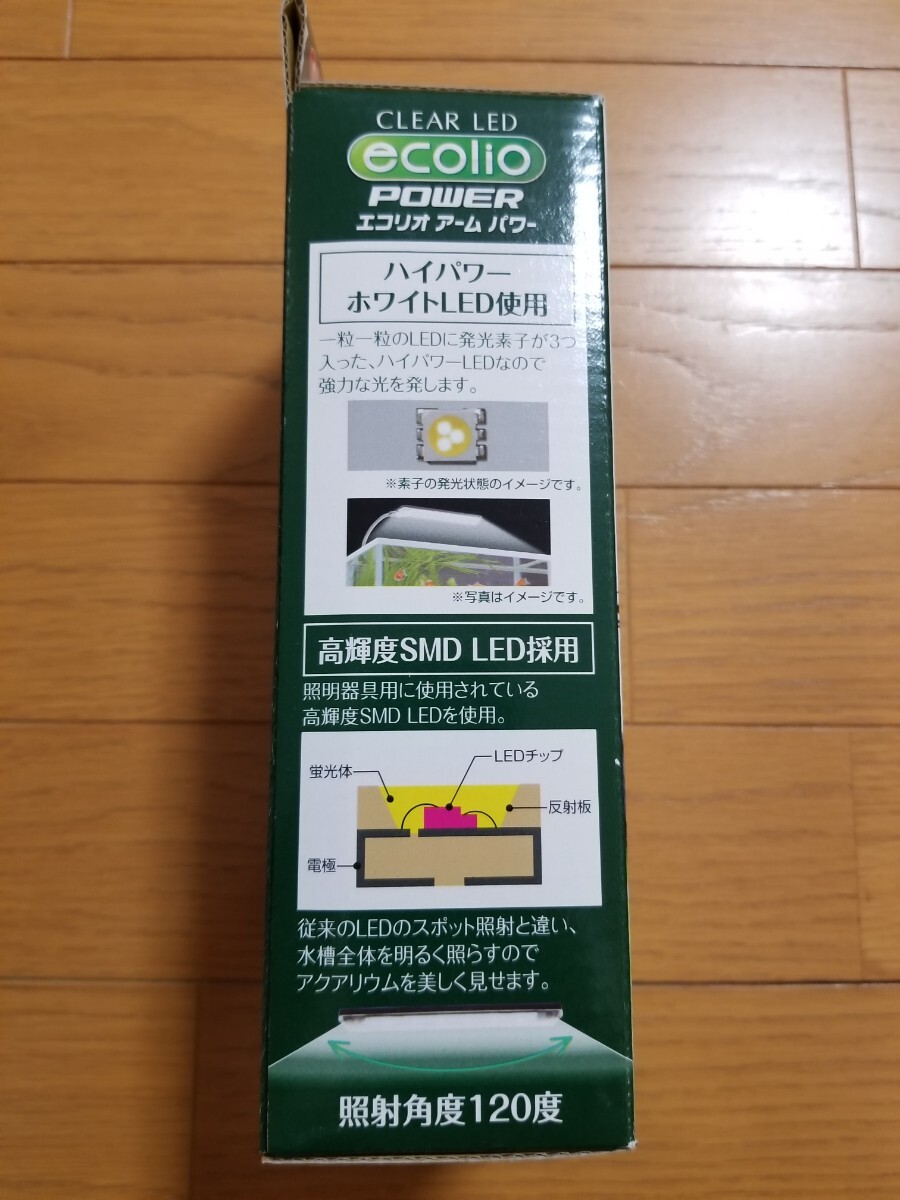 CLEAR LED
ecolio
POWER
エコリオ アーム パワー
ハイパワー
ホワイトLED使用
一粒一粒のLEDに発光素子が3つ
入った、ハイパワーLEDなので
強力な光を発します。
※素子の発光状態のイメージです。
※写真はイメージです。
高輝度SMD LED採用
照明器具用に使用されている
高輝度SMD LEDを使用。
LEDチップ
蛍光体
反射板
電極
従来のLEDのスポット照射と違い、
水槽全体を明るく照らすので
アクアリウムを美しく見せます。
照射角度120度